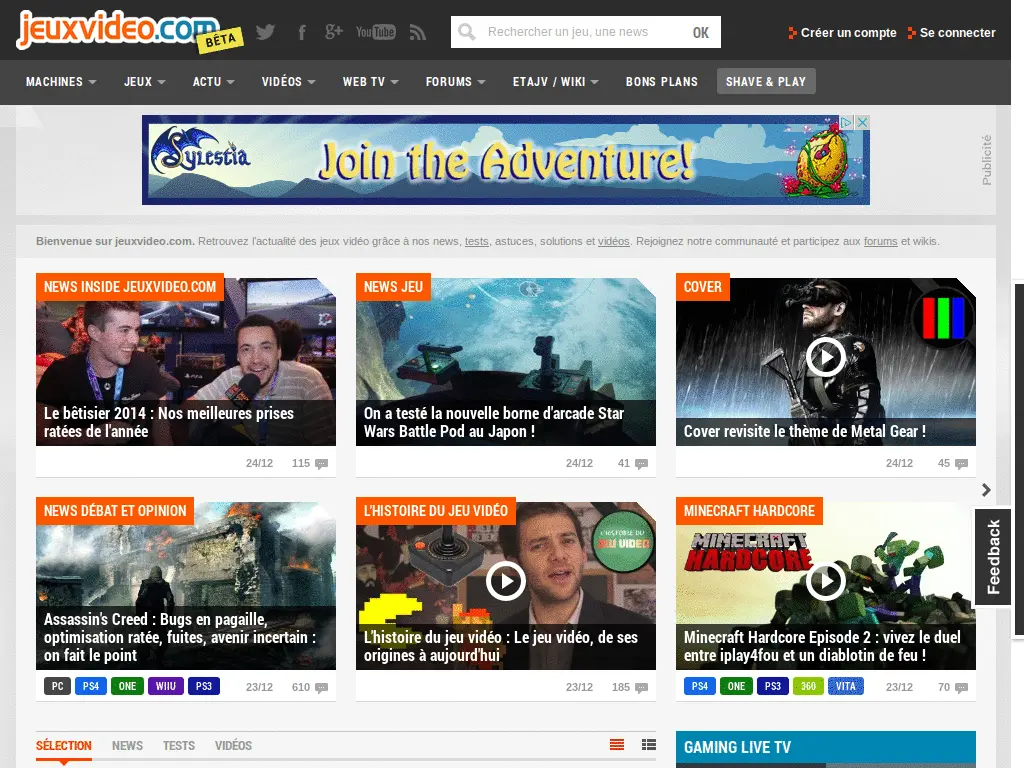 jeuxvideo.com
BÊTA
You Tube
Rechercher un jeu, une news
OK
Créer un compte
Se connecter
MACHINES
JEUX
ACTU
VIDÉOS
WEB TV
FORUMS
ETAJV / WIKI
BONS PLANS
SHAVE & PLAY
Sylestia
Join the Adventure!
Publicité
Bienvenue sur jeuxvideo.com. Retrouvez l'actualité des jeux vidéo grâce à nos news, tests, astuces, solutions et vidéos. Rejoignez notre communauté et participez aux forums et wikis.
NEWS INSIDE JEUXVIDEO.COM
Le bêtisier 2014 : Nos meilleures prises
ratées de l'année
24/12 115
NEWS JEU
On a testé la nouvelle borne d'arcade Star
Wars Battle Pod au Japon !
24/12 41
COVER
Cover revisite le thème de Metal Gear !
24/12 45
NEWS DÉBAT ET OPINION
Assassin's Creed : Bugs en pagaille,
optimisation ratée, fuites, avenir incertain :
on fait le point
PC PS4 ONE WIIU PS3 23/12 610
L'HISTOIRE DU JEU VIDÉO
L'HISTOIRE DU
JEU VIDEO
L'histoire du jeu vidéo : Le jeu vidéo, de ses
origines à aujourd'hui
23/12 185
MINECRAFT HARDCORE
MINECRAFT
HARDCORE
Minecraft Hardcore Episode 2 : vivez le duel
entre iplay4fou et un diablotin de feu !
PS4 ONE PS3 360 VITA 23/12 70
Feedback
SÉLECTION
NEWS
TESTS
VIDÉOS
GAMING LIVE TV